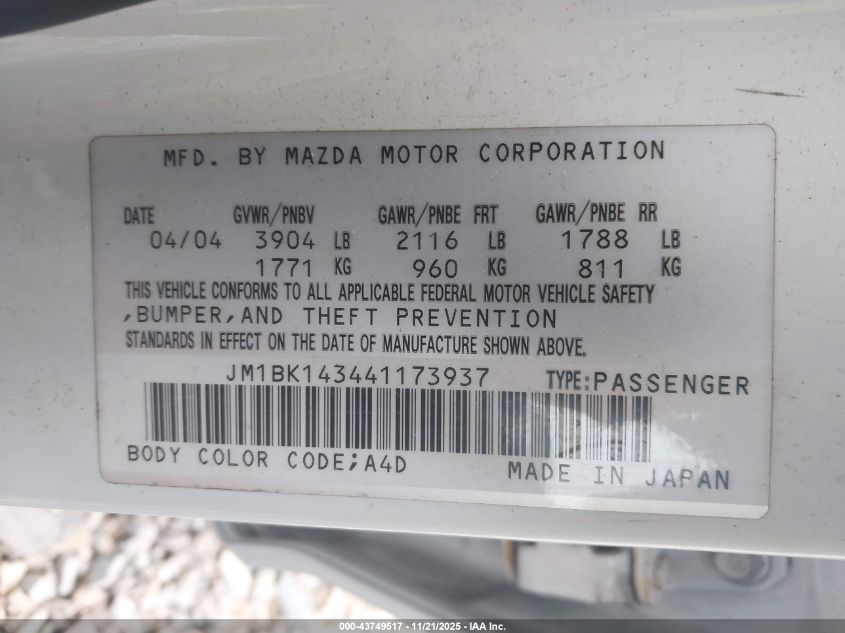 MFD. BY MAZDA MOTOR CORPORATION
DATE GVWR/PNBV GAWR/PNBE FRT GAWR/PNBE RR
04/04 3904 LB 2116 LB 1788 LB
1771 KG 960 KG 811 KG
THIS VEHICLE CONFORMS TO ALL APPLICABLE FEDERAL MOTOR VEHICLE SAFETY
,BUMPER,AND THEFT PREVENTION
STANDARDS IN EFFECT ON THE DATE OF MANUFACTURE SHOWN ABOVE.
JM1BK143441173937 TYPE:PASSENGER
BODY COLOR CODE;A4D MADE IN JAPAN
000-43749517 - 11/21/2025 - IAA Inc.